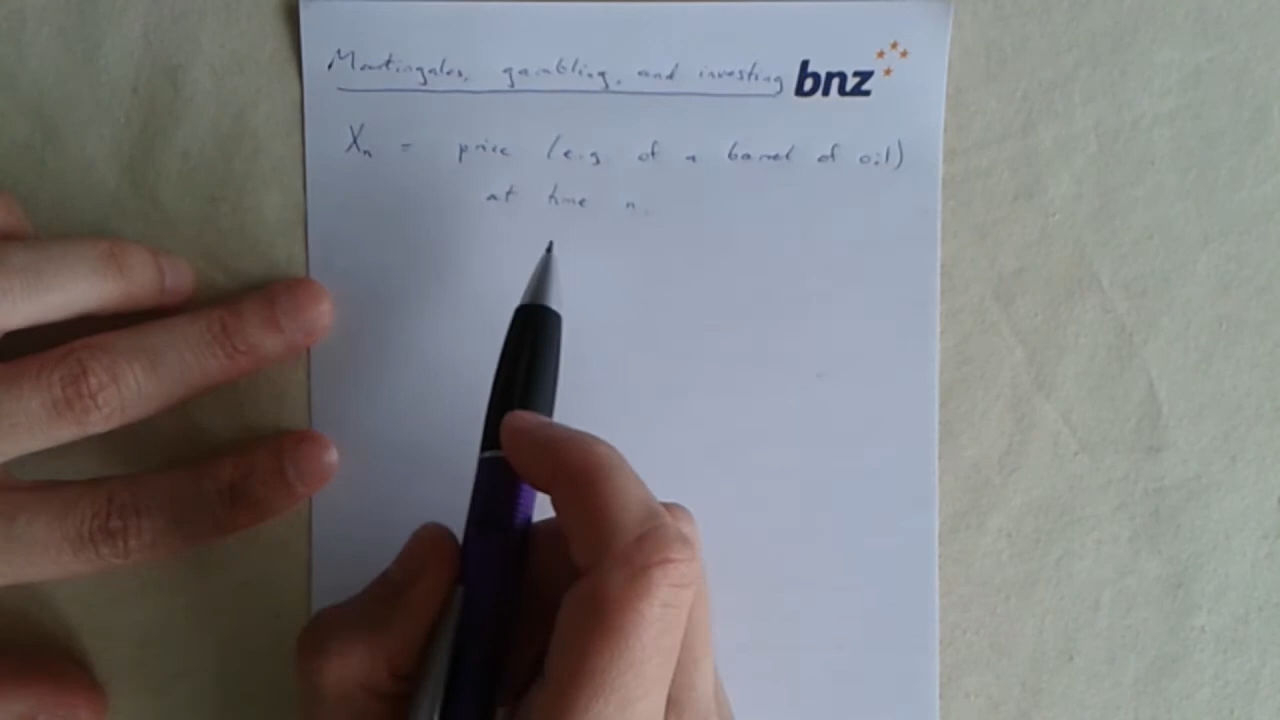 Martingales, gambling, and investing bnz
Xn = price (e.g. of a barrel of oil)
at time n.